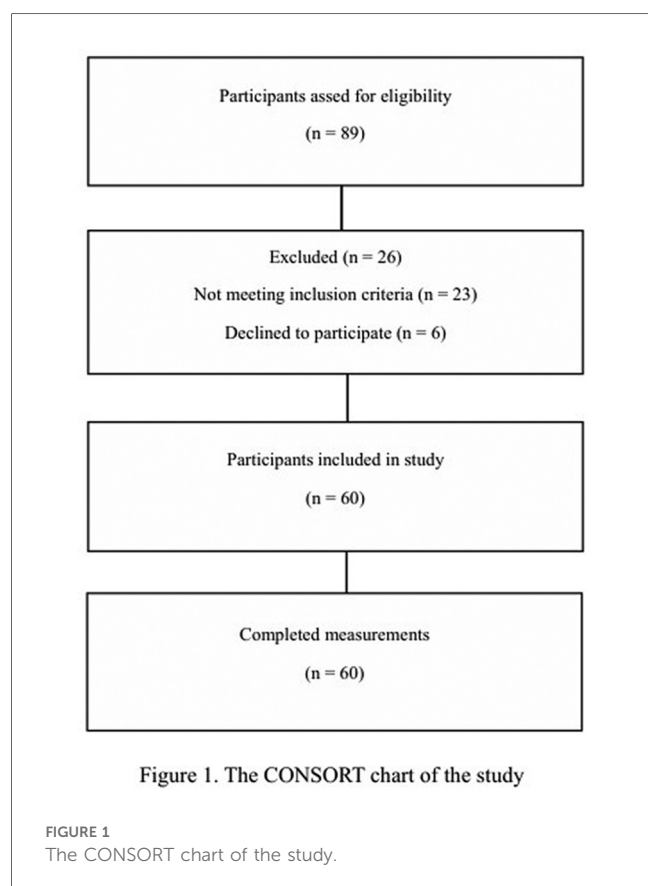 Participants assed for eligibility
(n = 89)
Excluded (n = 26)
Not meeting inclusion criteria (n = 23)
Declined to participate (n = 6)
Participants included in study
(n = 60)
Completed measurements
(n = 60)
Figure 1. The CONSORT chart of the study
FIGURE 1
The CONSORT chart of the study.